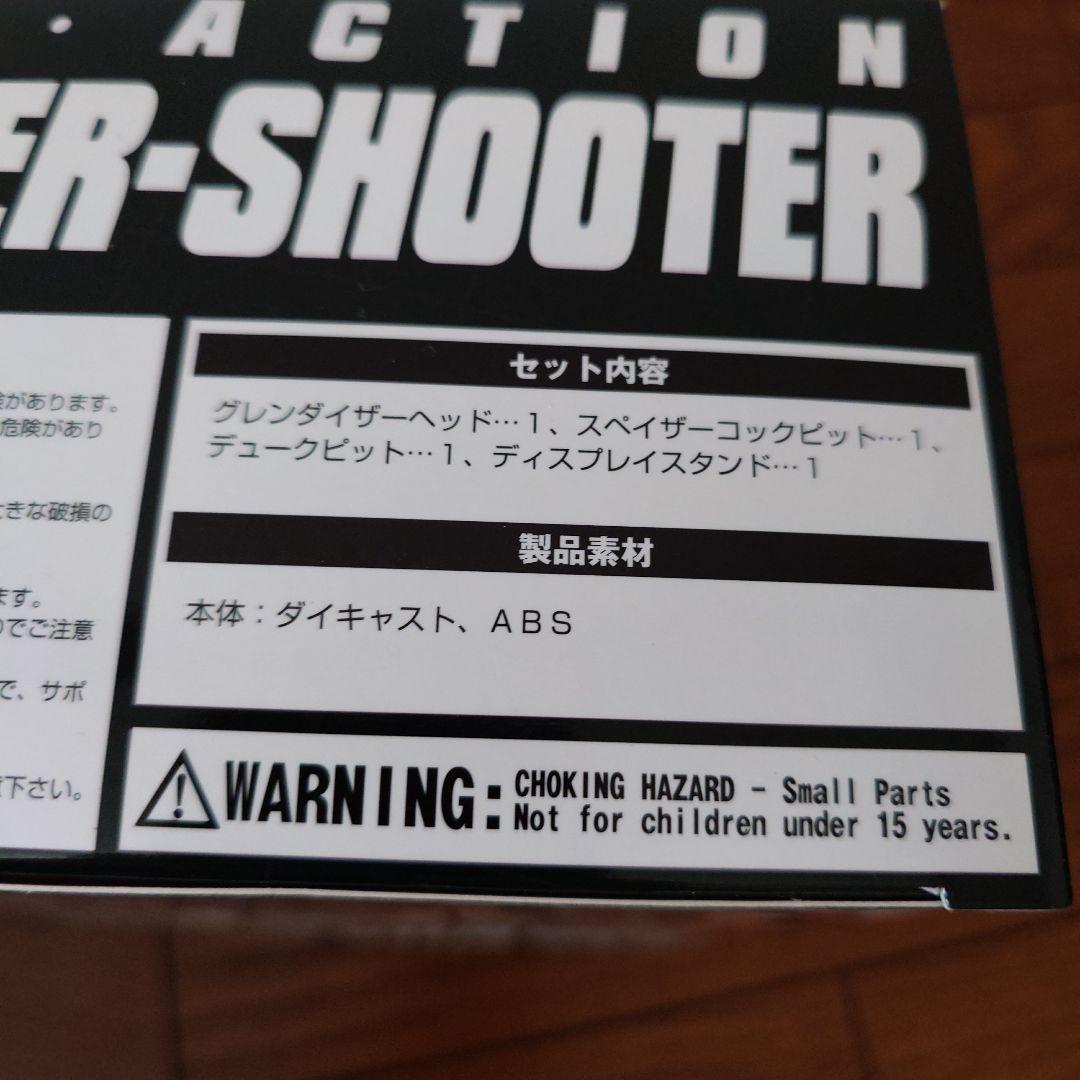 ・ACTION
ER-SHOOTER
があります。
危険があり
きな破損の
ます。
のでご注意
で、サポ
下さい。
セット内容
グレンダイザーヘッド…1、スペイザーコックピット…1、
デュークピット…1、ディスプレイスタンド…1
製品素材
本体：ダイキャスト、ABS
WARNING: CHOKING HAZARD - Small Parts
Not for children under 15 years.